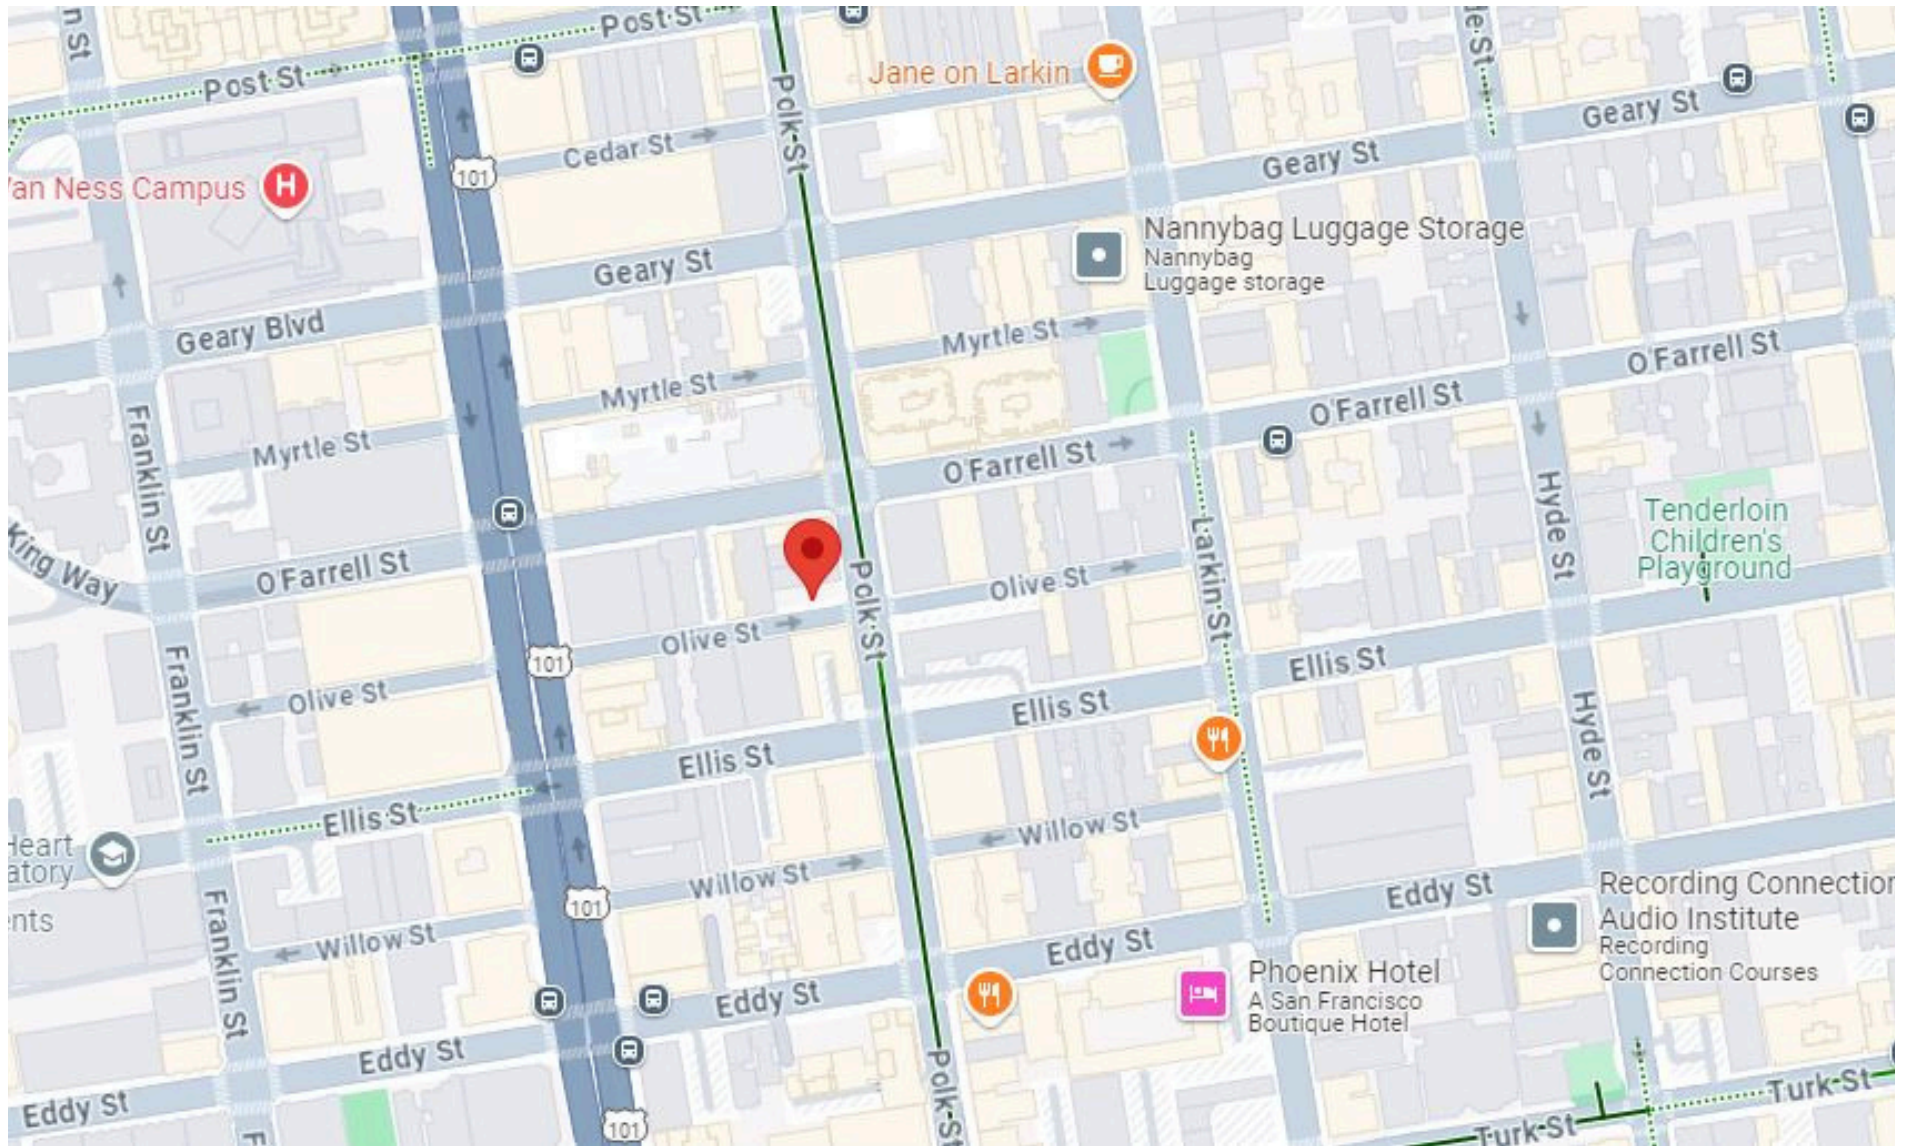 n St
Post St
Post St
Polk St
Jane on Larkin
de St
Geary St
Cedar St
101
Van Ness Campus
H
Geary St
Nannybag Luggage Storage
Nannybag
Luggage storage
Geary St
Geary Blvd
Myrtle St
Myrtle St
Myrtle St
O'Farrell St
O'Farrell St
O'Farrell St
O'Farrell St
Franklin St
King Way
Polk St
Larkin St
Hyde St
Tenderloin
Children's
Playground
Olive St
Olive St
Olive St
101
Franklin St
Ellis St
Ellis St
Ellis St
Ellis St
Hyde St
Heart
atory
Willow St
Willow St
Willow St
101
ents
Franklin St
Eddy St
Eddy St
Eddy St
Eddy St
Eddy St
Recording Connection
Audio Institute
Recording
Connection Courses
Phoenix Hotel
A San Francisco
Boutique Hotel
Polk St
101
F
Turk St
Turk St